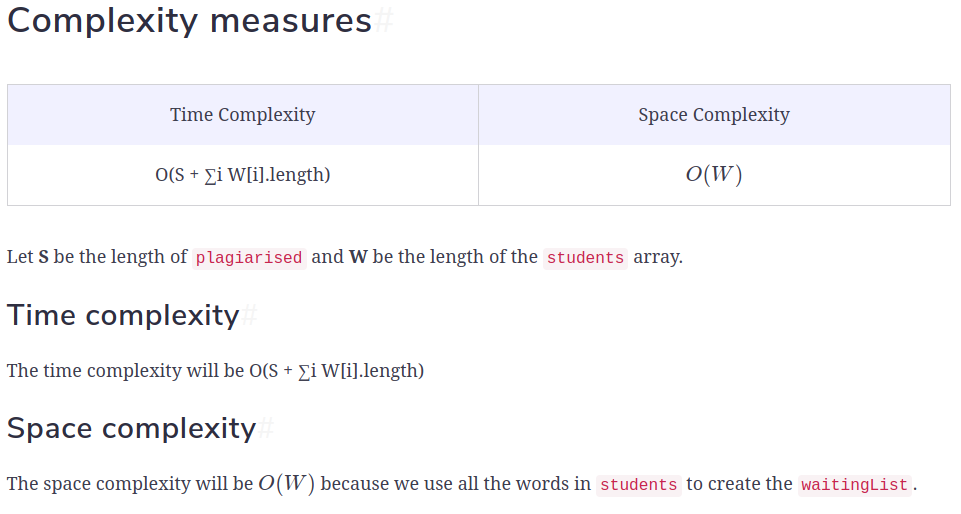 Complexity measures#
Time Complexity Space Complexity
O(S + ∑i W[i].length) O(W)
Let S be the length of plagiarised and W be the length of the students array.
Time complexity#
The time complexity will be O(S + ∑i W[i].length)
Space complexity#
The space complexity will be O(W) because we use all the words in students to create the waitingList.